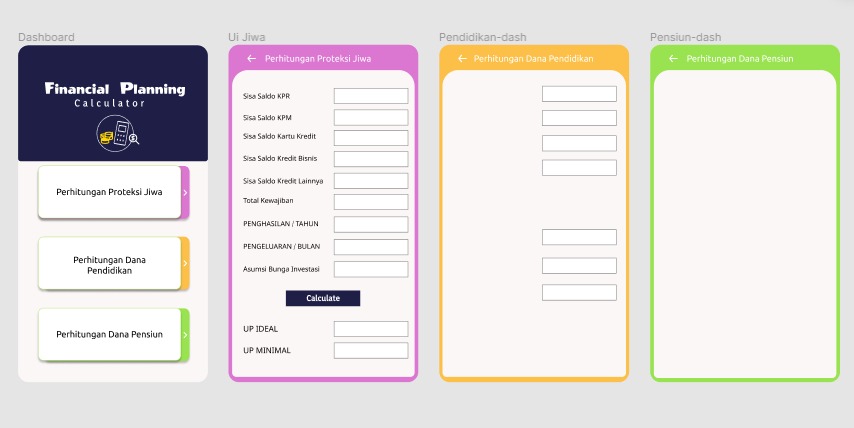 Dashboard
Financial Planning
Calculator
Perhitungan Proteksi Jiwa
Perhitungan Dana
Pendidikan
Perhitungan Dana Pensiun
Ui Jiwa
Perhitungan Proteksi Jiwa
Sisa Saldo KPR
Sisa Saldo KPM
Sisa Saldo Kartu Kredit
Sisa Saldo Kredit Bisnis
Sisa Saldo Kredit Lainnya
Total Kewajiban
PENGHASILAN / TAHUN
PENGELUARAN / BULAN
Asumsi Bunga Investasi
Calculate
UP IDEAL
UP MINIMAL
Pendidikan-dash
Perhitungan Dana Pendidikan
Pensiun-dash
Perhitungan Dana Pensiun